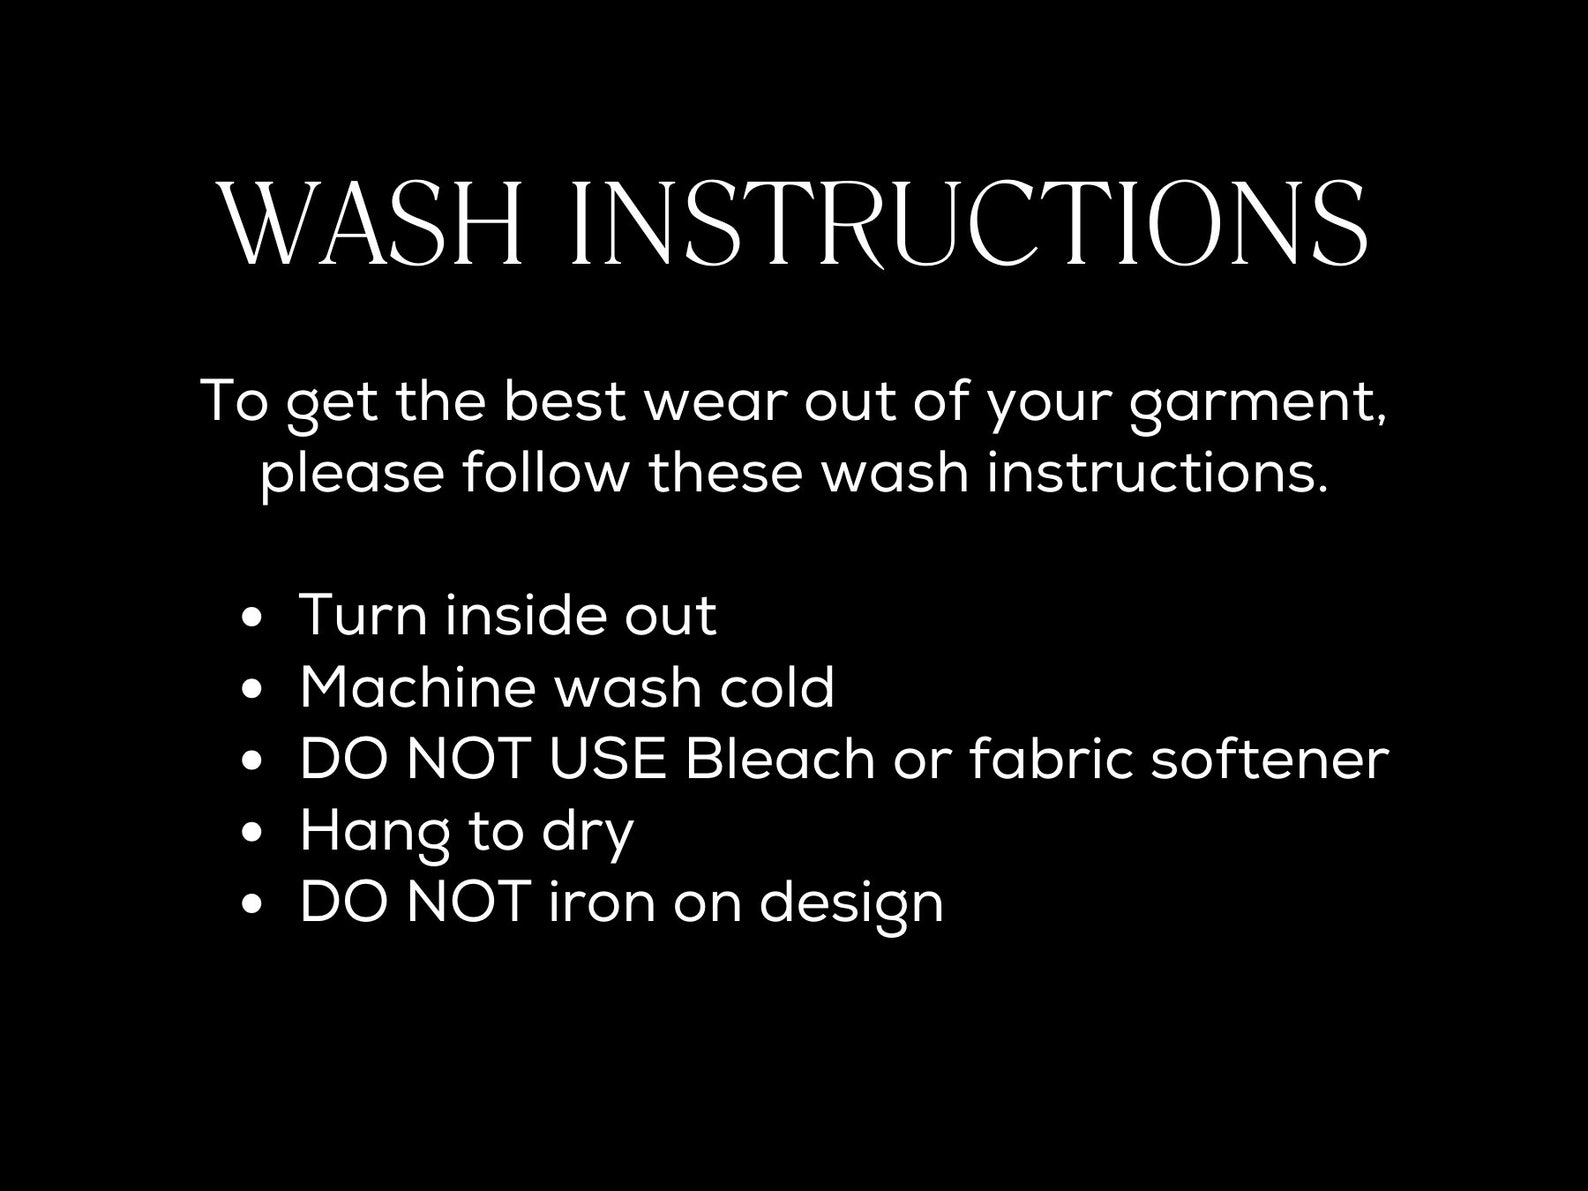 WASH INSTRUCTIONS
To get the best wear out of your garment,
please follow these wash instructions.
• Turn inside out
• Machine wash cold
• DO NOT USE Bleach or fabric softener
• Hang to dry
• DO NOT iron on design